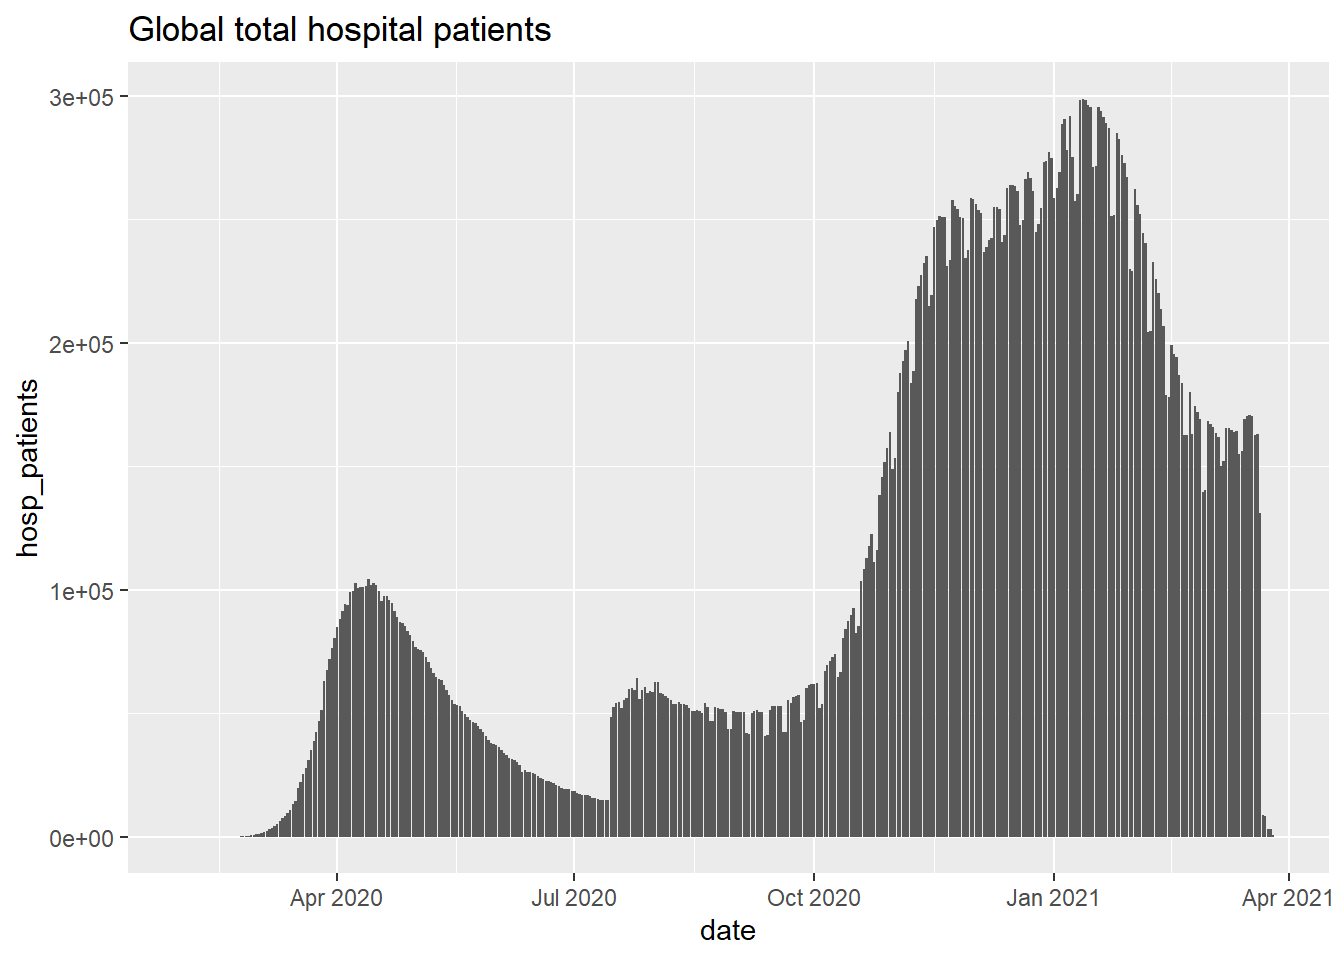 Global total hospital patients
3e+05
2e+05
1e+05
0e+00
hosp_patients
Apr 2020 Jul 2020 Oct 2020 Jan 2021 Apr 2021
date